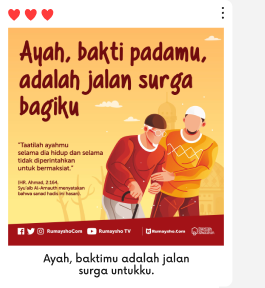 Ayah, bakti padamu,
adalah jalan surga
bagiku
"Taatilah ayahmu
selama dia hidup dan selama
tidak diperintahkan
untuk bermaksiat."
(HR. Ahmad, 2:164.
Syu'aib Al-Arnauth menyatakan
bahwa sanad hadits ini hasan).
RumayshoCom Rumaysho TV Rumaysho.Com
Ayah, baktimu adalah jalan
surga untukku.